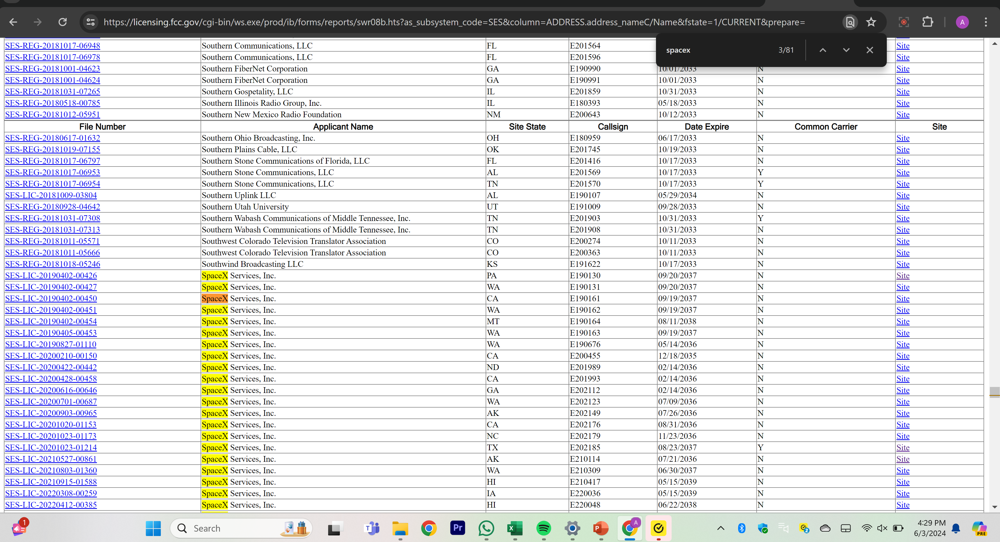 https://licensing.fcc.gov/cgi-bin/ws.exe/prod/ib/forms/reports/swr08b.hts?as_subsystem_code=SES&column=ADDRESS.address_nameC/Name&fstate=1/CURRENT&prepare=
A
spacex 3/81
SES-REG-20181017-06948 Southern Communications, LLC FL E201564 Site
SES-REG-20181017-06978 Southern Communications, LLC FL E201596 Site
SES-REG-20181001-04623 Southern FiberNet Corporation GA E190990 10/01/2033 N Site
SES-REG-20181001-04624 Southern FiberNet Corporation GA E190991 10/01/2033 N Site
SES-REG-20181031-07265 Southern Gospetality, LLC IL E201859 10/31/2033 N Site
SES-REG-20180518-00785 Southern Illinois Radio Group, Inc. IL E180393 05/18/2033 N Site
SES-REG-20181012-05951 Southern New Mexico Radio Foundation NM E200643 10/12/2033 N Site
File Number Applicant Name Site State Callsign Date Expire Common Carrier Site
SES-REG-20180617-01632 Southern Ohio Broadcasting, Inc. OH E180959 06/17/2033 N Site
SES-REG-20181019-07155 Southern Plains Cable, LLC OK E201745 10/19/2033 N Site
SES-REG-20181017-06797 Southern Stone Communications of Florida, LLC FL E201416 10/17/2033 N Site
SES-REG-20181017-06953 Southern Stone Communications, LLC AL E201569 10/17/2033 Y Site
SES-REG-20181017-06954 Southern Stone Communications, LLC TN E201570 10/17/2033 Y Site
SES-LIC-20181009-03804 Southern Uplink LLC AL E190107 05/29/2034 N Site
SES-REG-20180928-04642 Southern Utah University UT E191009 09/28/2033 N Site
SES-REG-20181031-07308 Southern Wabash Communications of Middle Tennessee, Inc. TN E201903 10/31/2033 Y Site
SES-REG-20181031-07313 Southern Wabash Communications of Middle Tennessee, Inc. TN E201908 10/31/2033 N Site
SES-REG-20181011-05571 Southwest Colorado Television Translator Association CO E200274 10/11/2033 N Site
SES-REG-20181011-05666 Southwest Colorado Television Translator Association CO E200363 10/11/2033 N Site
SES-REG-20181018-05246 Southwind Broadcasting LLC KS E191622 10/17/2033 N Site
SES-LIC-20190402-00426 SpaceX Services, Inc. PA E190130 09/20/2037 N Site
SES-LIC-20190402-00427 SpaceX Services, Inc. WA E190131 09/20/2037 N Site
SES-LIC-20190402-00450 SpaceX Services, Inc. CA E190161 09/19/2037 N Site
SES-LIC-20190402-00451 SpaceX Services, Inc. WA E190162 09/19/2037 N Site
SES-LIC-20190402-00454 SpaceX Services, Inc. MT E190164 08/11/2038 N Site
SES-LIC-20190405-00453 SpaceX Services, Inc. WA E190163 09/19/2037 N Site
SES-LIC-20190827-01110 SpaceX Services, Inc. WA E190676 05/14/2036 N Site
SES-LIC-20200210-00150 SpaceX Services, Inc. CA E200455 12/18/2035 N Site
SES-LIC-20200422-00442 SpaceX Services, Inc. ND E201989 02/14/2036 N Site
SES-LIC-20200428-00458 SpaceX Services, Inc. CA E201993 02/14/2036 N Site
SES-LIC-20200616-00646 SpaceX Services, Inc. GA E202112 02/14/2036 N Site
SES-LIC-20200701-00687 SpaceX Services, Inc. WA E202123 07/09/2036 N Site
SES-LIC-20200903-00965 SpaceX Services, Inc. AK E202149 07/26/2036 N Site
SES-LIC-20201020-01153 SpaceX Services, Inc. CA E202176 08/31/2036 N Site
SES-LIC-20201023-01173 SpaceX Services, Inc. NC E202179 11/23/2036 N Site
SES-LIC-20201023-01214 SpaceX Services, Inc. TX E202185 08/23/2037 Y Site
SES-LIC-20210527-00861 SpaceX Services, Inc. AK E210114 07/21/2036 N Site
SES-LIC-20210803-01360 SpaceX Services, Inc. WA E210309 06/30/2037 N Site
SES-LIC-20210915-01588 SpaceX Services, Inc. HI E210417 05/15/2039 N Site
SES-LIC-20220308-00259 SpaceX Services, Inc. IA E220036 05/15/2039 N Site
SES-LIC-20220412-00385 SpaceX Services, Inc. HI E220048 06/22/2038 N Site
1 Search T Pr X P A 2 4:29 PM PRE
6/3/2024